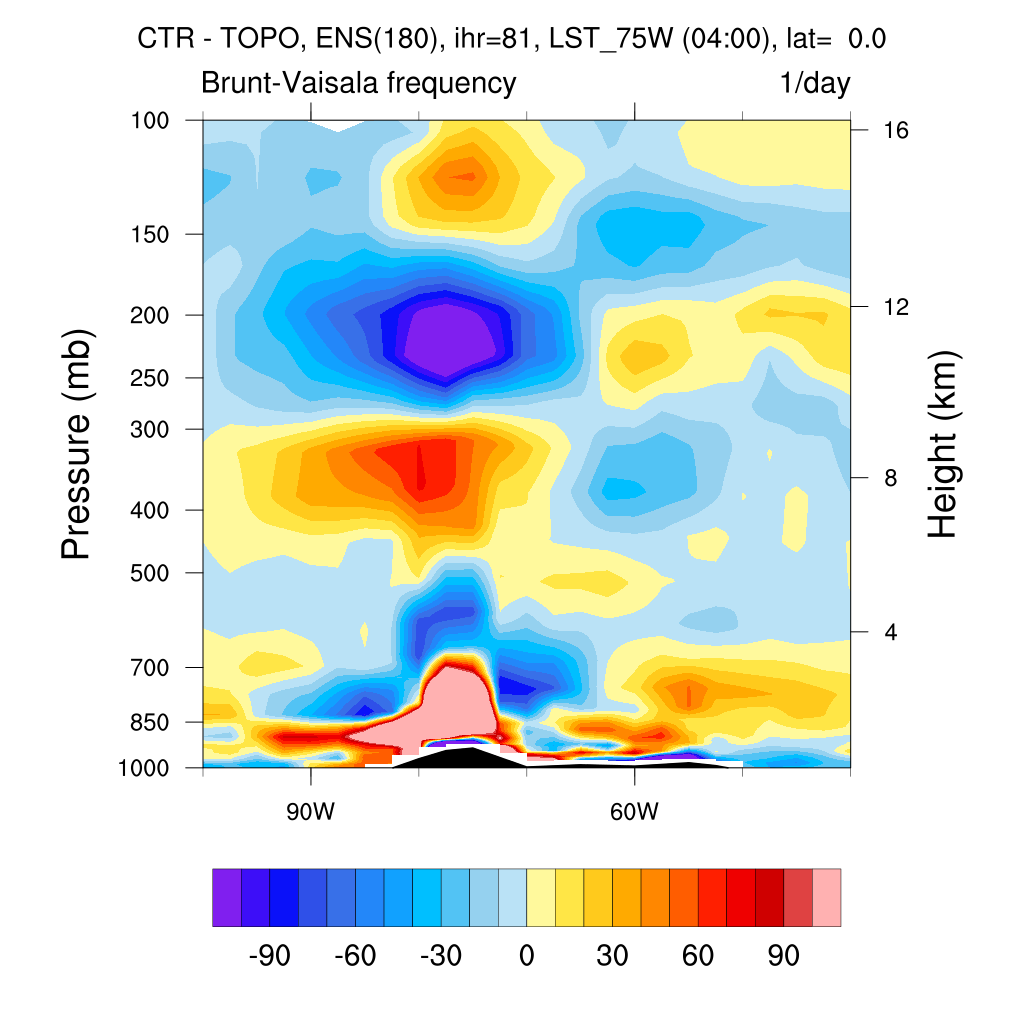 CTR - TOPO, ENS(180), ihr=81, LST_75W (04:00), lat=  0.0
Brunt-Vaisala frequency 1/day
100
150
200
250
300
400
500
700
850
1000
Pressure (mb)
16
12
8
4
Height (km)
90W 60W
-90 -60 -30 0 30 60 90